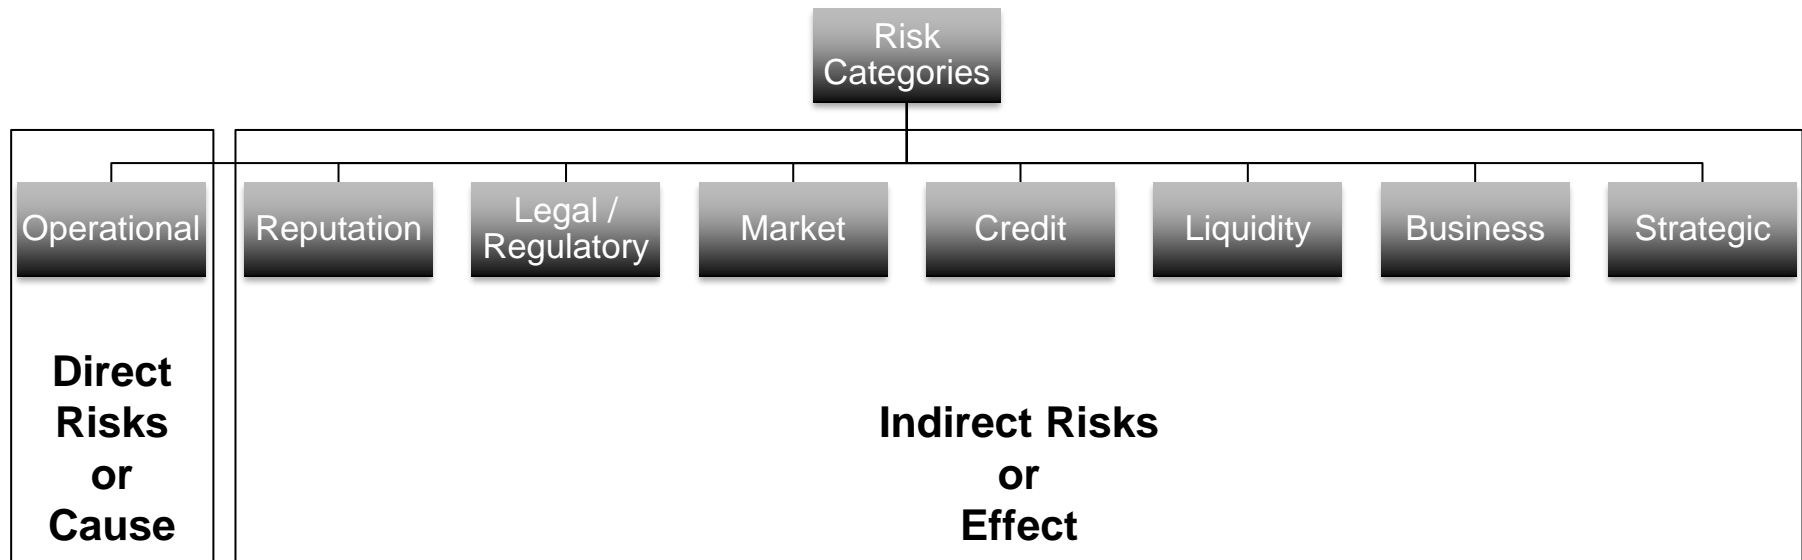 Risk
Categories
Operational
Reputation
Legal /
Regulatory
Market
Credit
Liquidity
Business
Strategic
Direct
Risks
or
Cause
Indirect Risks
or
Effect